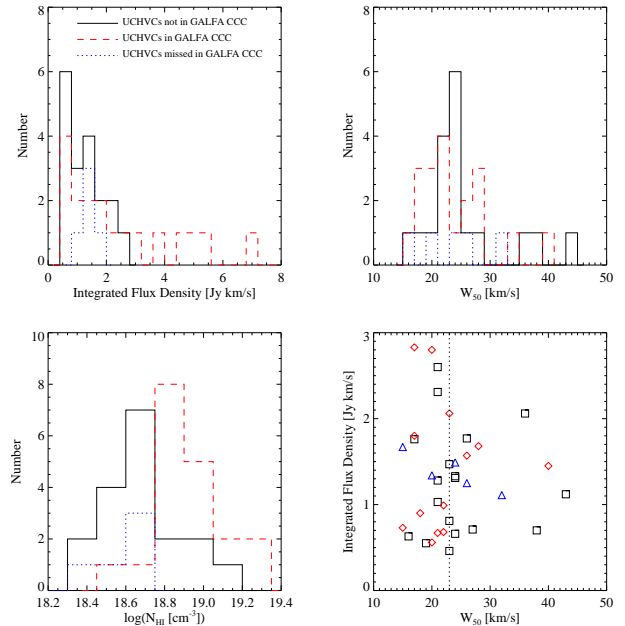 UCHVCs not in GALFA CCC
UCHVCs in GALFA CCC
UCHVCs missed in GALFA CCC
8
6
4
2
0
Number
0 2 4 6 8
Integrated Flux Density [Jy km/s]
8
6
4
2
0
Number
10 20 30 40 50
W50 [km/s]
10
8
6
4
2
0
Number
18.2 18.4 18.6 18.8 19.0 19.2 19.4
log(NHI [cm-3])
3
2
1
0
Integrated Flux Density [Jy km/s]
10 20 30 40 50
W50 [km/s]